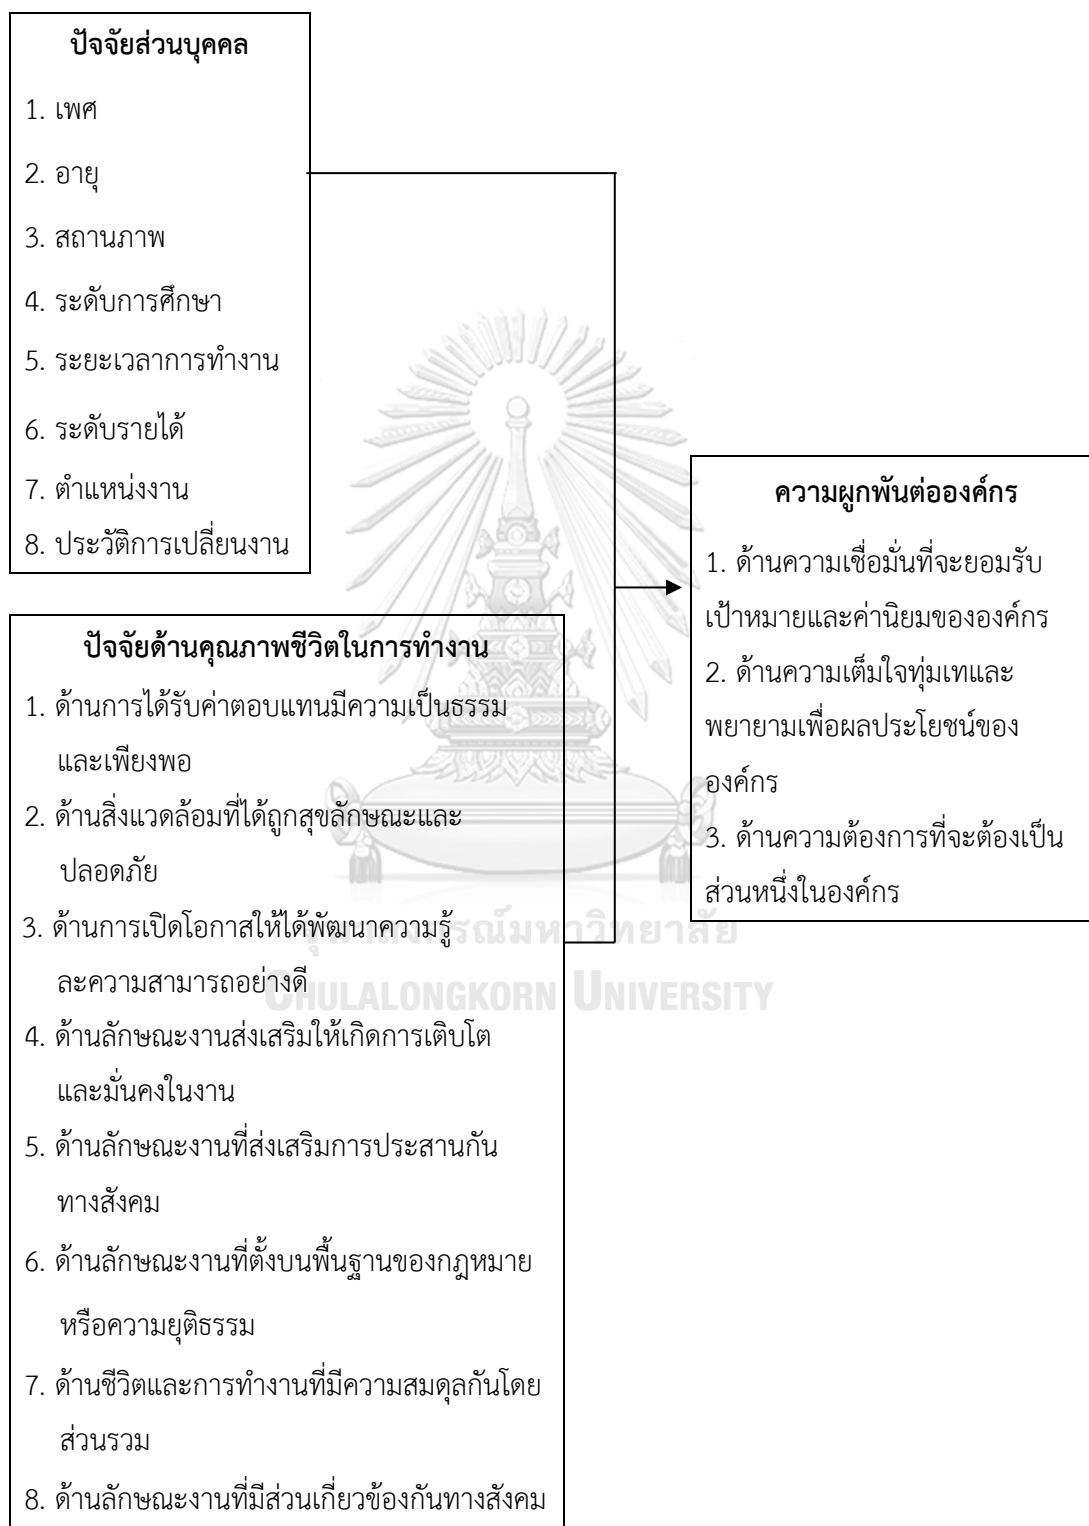 ปัจจัยส่วนบุคคล
1. เพศ
2. อายุ
3. สถานภาพ
4. ระดับการศึกษา
5. ระยะเวลาการทำงาน
6. ระดับรายได้
7. ตำแหน่งงาน
8. ประวัติการเปลี่ยนงาน
ปัจจัยด้านคุณภาพชีวิตในการทำงาน
1. ด้านการได้รับค่าตอบแทนมีความเป็นธรรม
และเพียงพอ
2. ด้านสิ่งแวดล้อมที่ได้ถูกสุขลักษณะและ
ปลอดภัย
3. ด้านการเปิดโอกาสให้ได้พัฒนาความรู้
ละความสามารถอย่างดี
4. ด้านลักษณะงานส่งเสริมให้เกิดการเติบโต
และมั่นคงในงาน
5. ด้านลักษณะงานที่ส่งเสริมการประสานกัน
ทางสังคม
6. ด้านลักษณะงานที่ตั้งบนพื้นฐานของกฎหมาย
หรือความยุติธรรม
7. ด้านชีวิตและการทำงานที่มีความสมดุลกันโดย
ส่วนรวม
8. ด้านลักษณะงานที่มีส่วนเกี่ยวข้องกันทางสังคม
ความผูกพันต่อองค์กร
1. ด้านความเชื่อมั่นที่จะยอมรับ
เป้าหมายและค่านิยมขององค์กร
2. ด้านความเต็มใจทุ่มเทและ
พยายามเพื่อผลประโยชน์ของ
องค์กร
3. ด้านความต้องการที่จะต้องเป็น
ส่วนหนึ่งในองค์กร
จุฬาลงกรณ์มหาวิทยาลัย
CHULALONGKORN UNIVERSITY